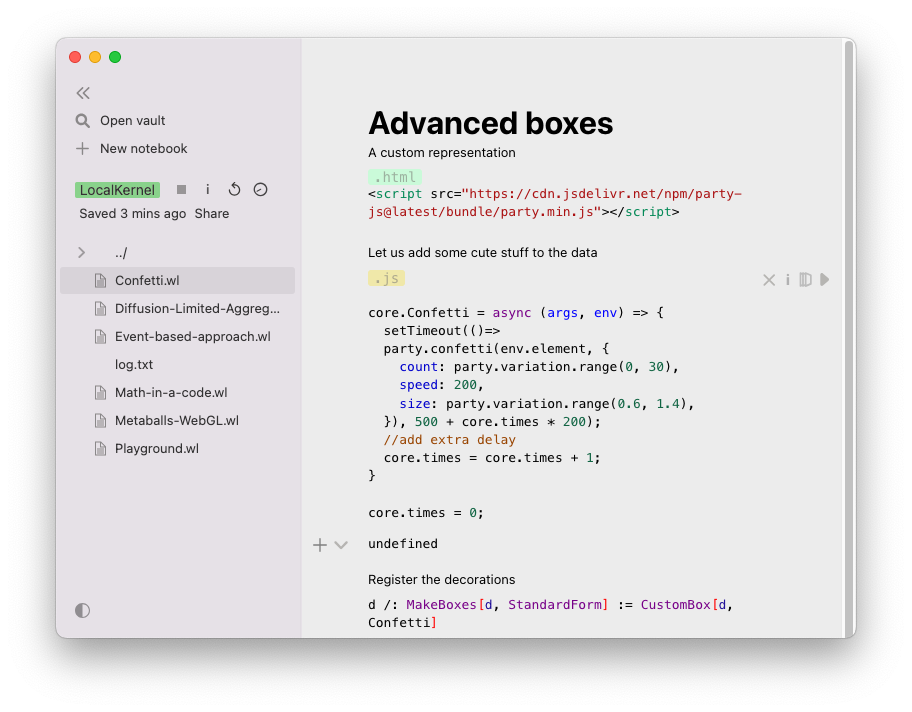 Open vault
New notebook
LocalKernel
Saved 3 mins ago Share
../
Confetti.wl
Diffusion-Limited-Aggreg...
Event-based-approach.wl
log.txt
Math-in-a-code.wl
Metaballs-WebGL.wl
Playground.wl
Advanced boxes
A custom representation
.html
<script src="https://cdn.jsdelivr.net/npm/party-
js@latest/bundle/party.min.js"></script>
Let us add some cute stuff to the data
.js
core.Confetti = async (args, env) => {
  setTimeout(()=>
  party.confetti(env.element, {
    count: party.variation.range(0, 30),
    speed: 200,
    size: party.variation.range(0.6, 1.4),
  }), 500 + core.times * 200);
  //add extra delay
  core.times = core.times + 1;
}
core.times = 0;
undefined
Register the decorations
d /: MakeBoxes[d, StandardForm] := CustomBox[d,
Confetti]